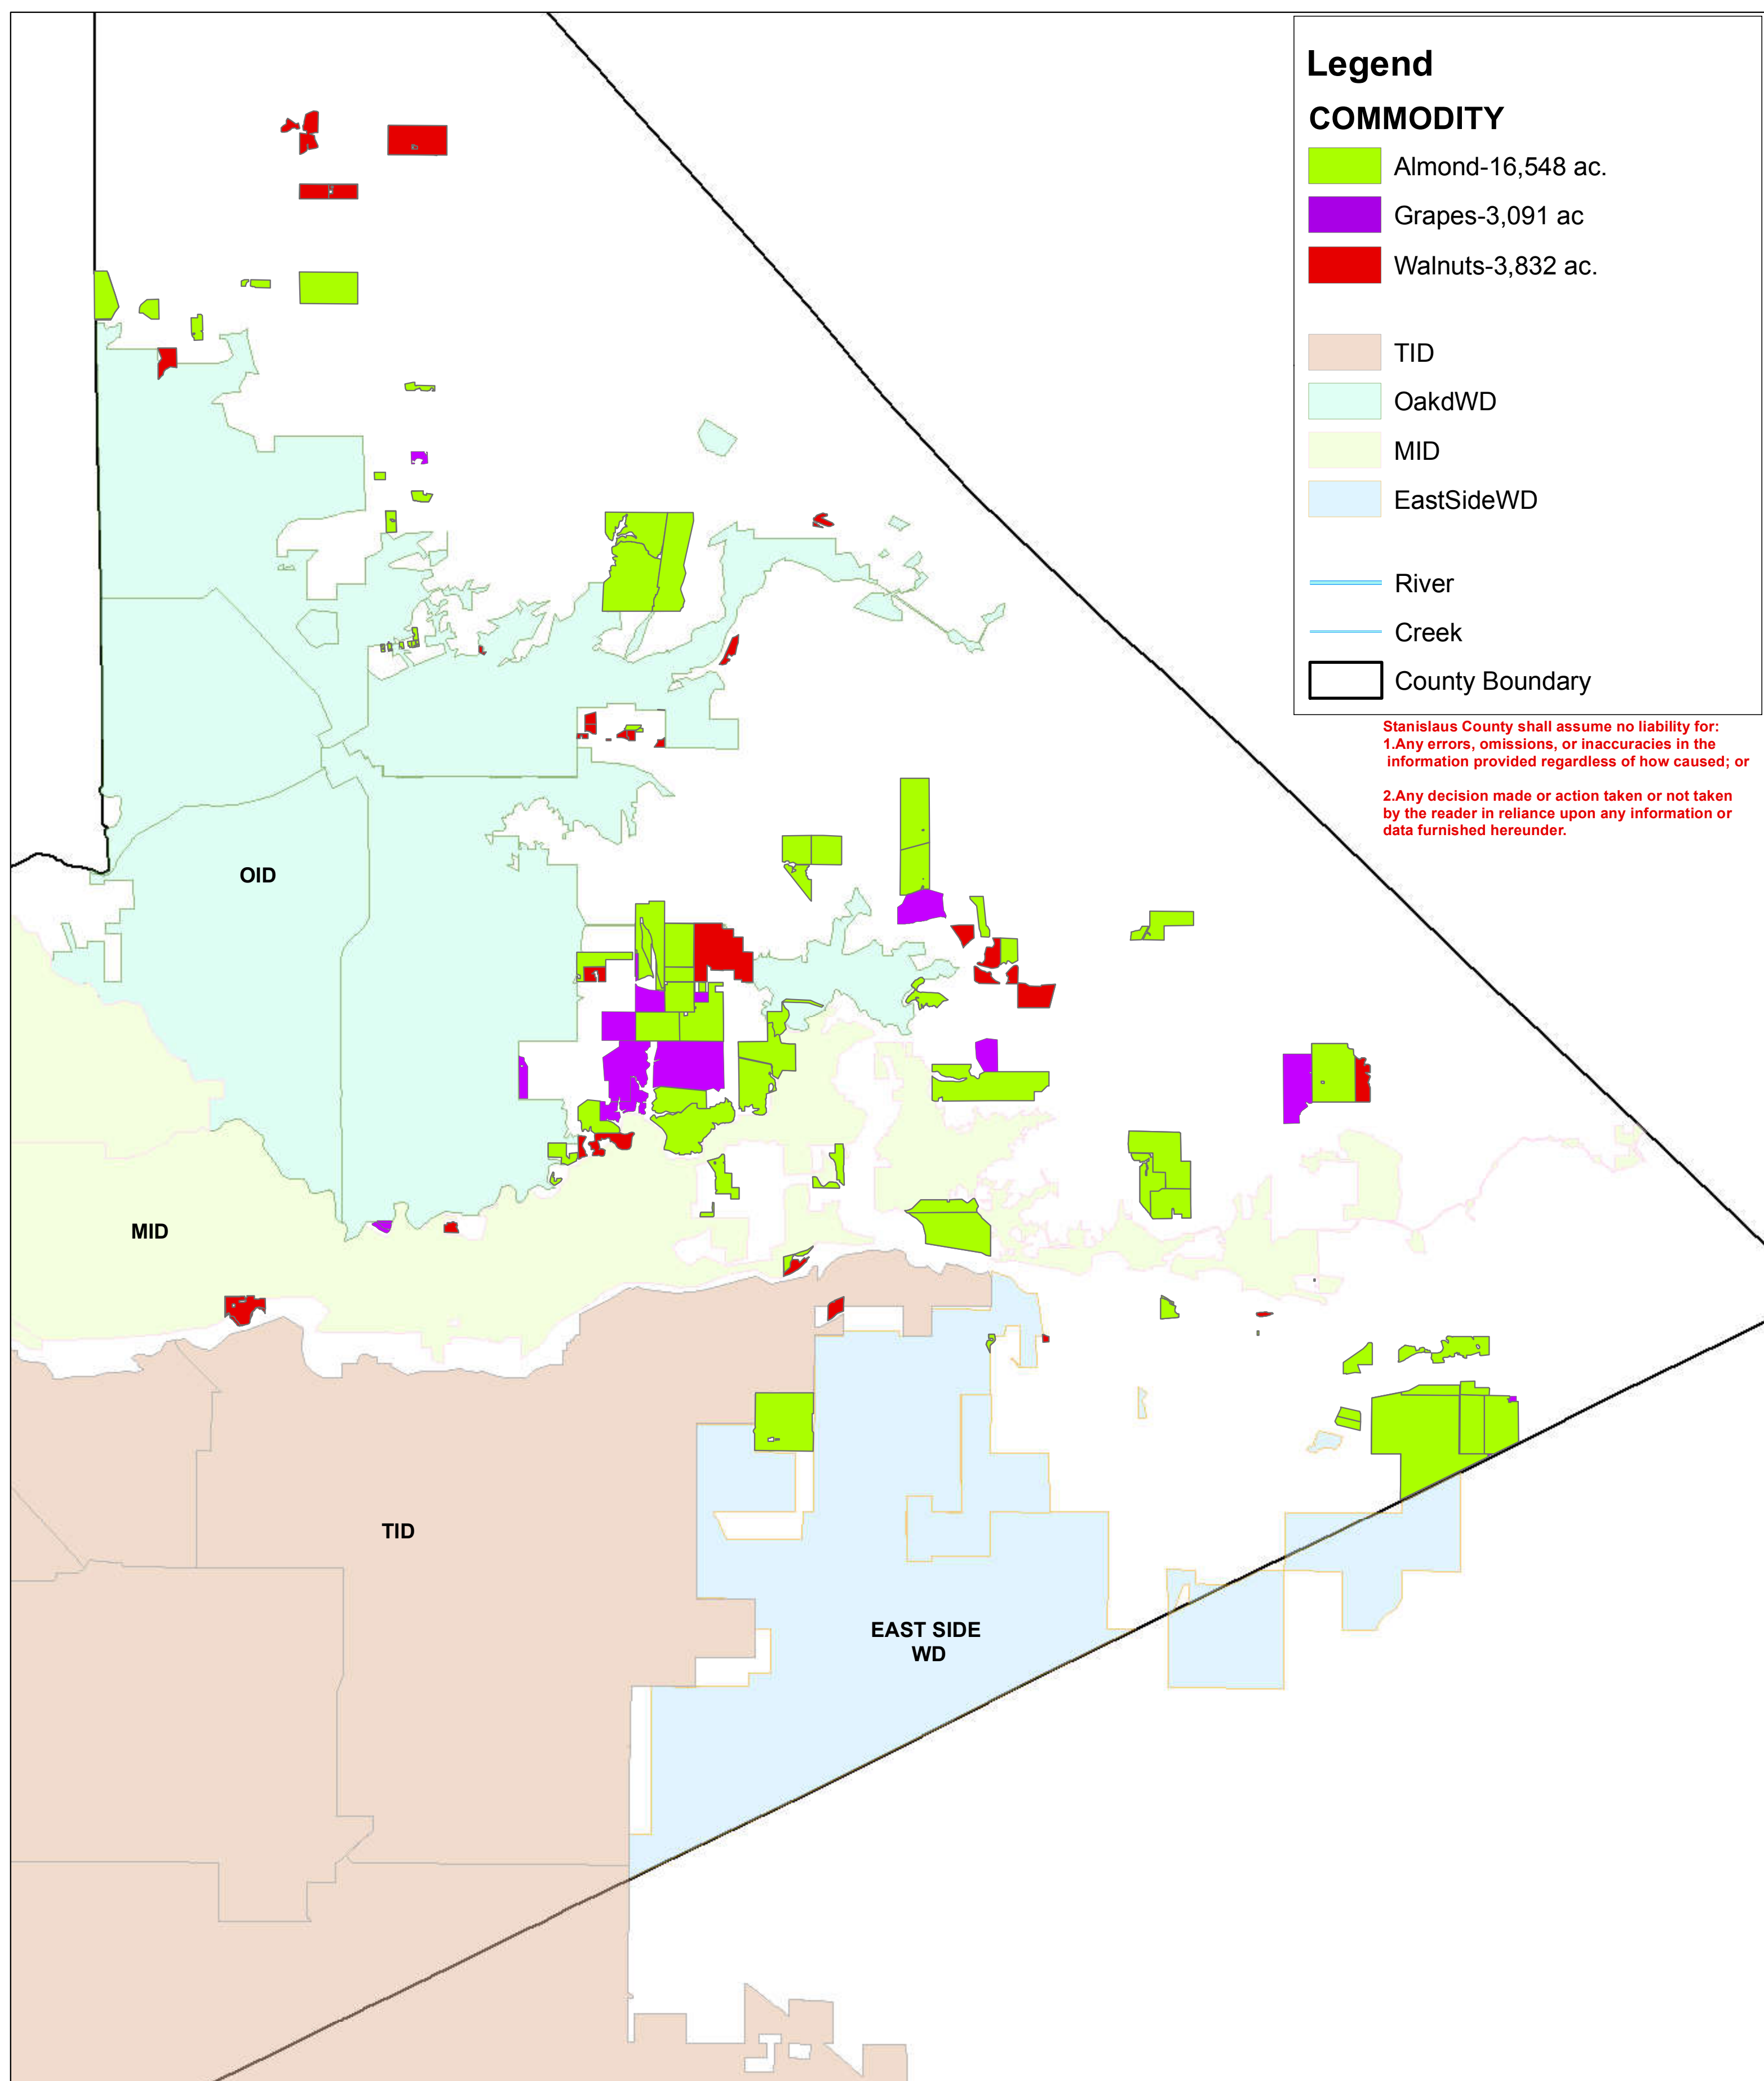 Legend
COMMODITY
Almond-16,548 ac.
Grapes-3,091 ac
Walnuts-3,832 ac.
TID
OakdWD
MID
EastSideWD
River
Creek
County Boundary
Stanislaus County shall assume no liability for:
1.Any errors, omissions, or inaccuracies in the
information provided regardless of how caused; or
2.Any decision made or action taken or not taken
by the reader in reliance upon any information or
data furnished hereunder.
OID
MID
TID
EAST SIDE
WD